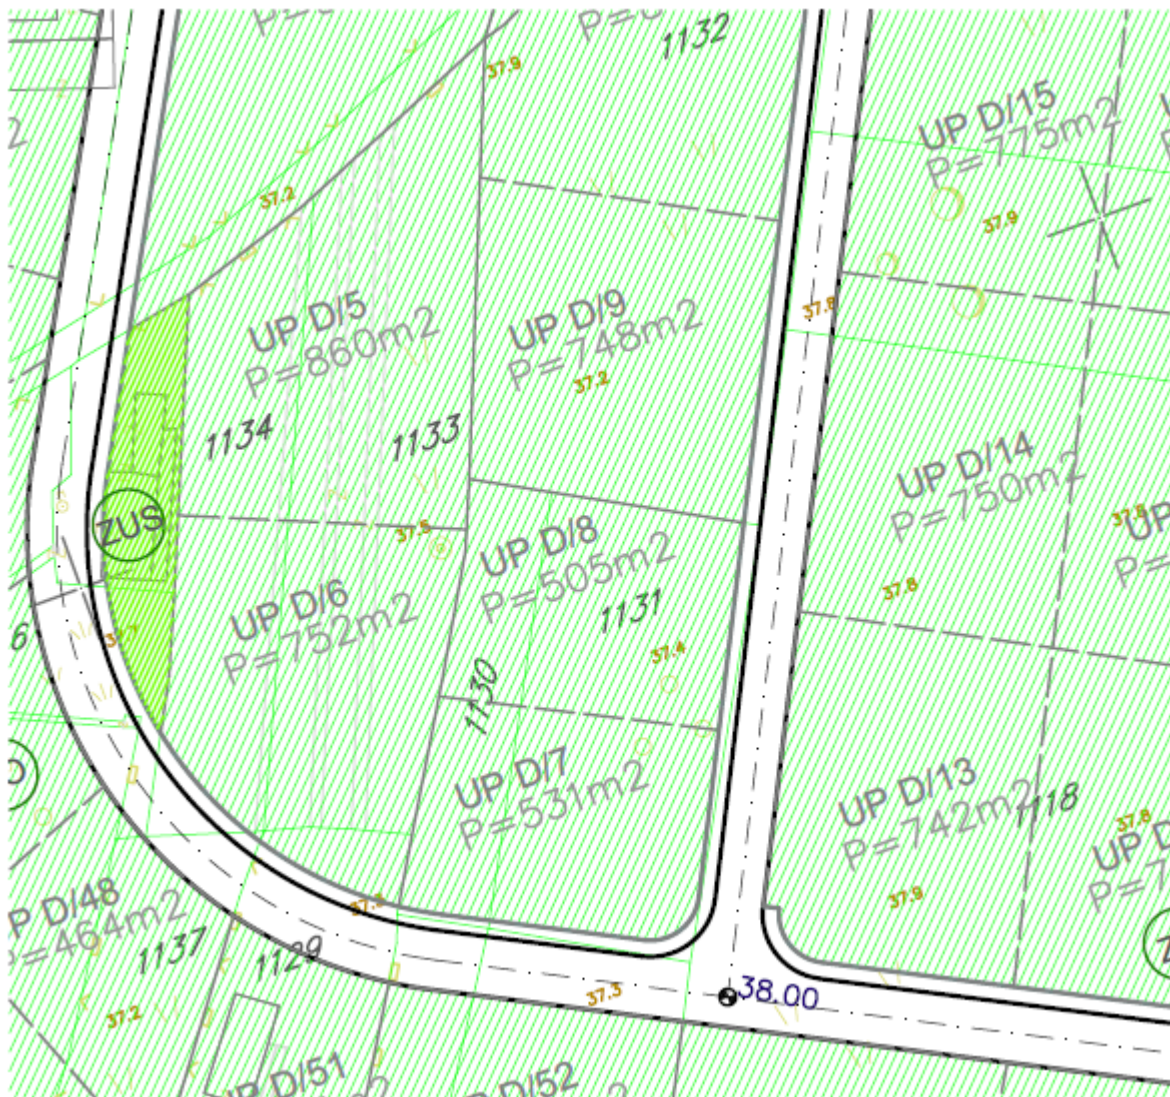 1132
37.9
UP D/15
P=775m2
37.2
37.9
37.8
UP D/5
P=860m2
UP D/9
P=748m2
37.2
1134
1133
UP D/14
P=750m2
ZUS
37.5
UP D/8
P=505m2
UP
P=
37.8
UP D/6
P=752m2
1131
37.4
6
1130
UP D/7
P=531m2
UP D/13
P=742m2
1118
37.8
UP D
37.9
P D/48
P=464m2
1137
1129
37.3
38.00
37.2
UP D/51
D/52